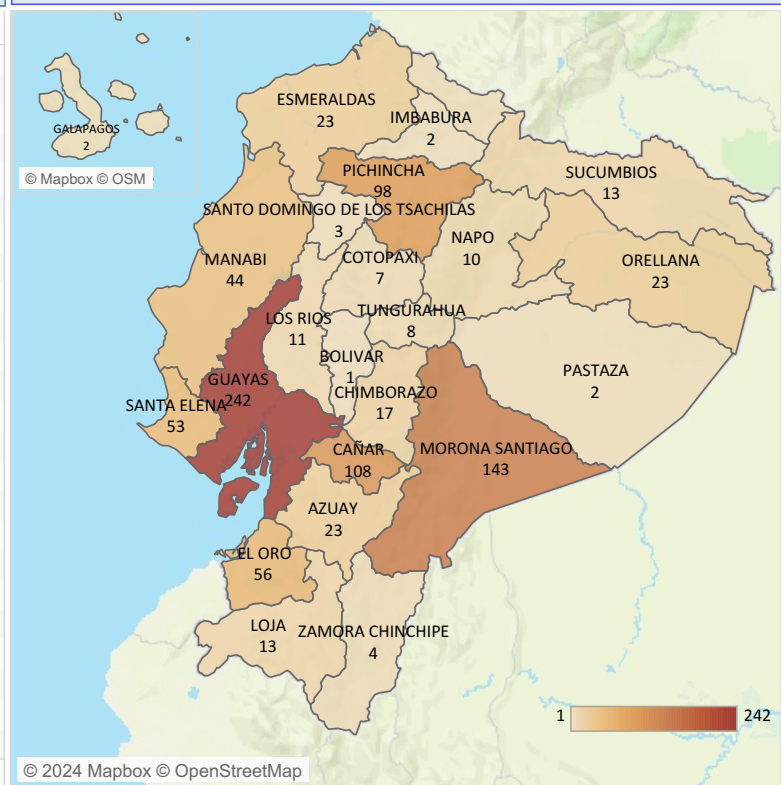 GALAPAGOS
2
© Mapbox © OSM
ESMERALDAS
23
IMBABURA
2
PICHINCHA
98
SUCUMBIOS
13
SANTO DOMINGO DE LOS TSACHILAS
3
NAPO
10
MANABI
44
COTOPAXI
7
ORELLANA
23
LOS RIOS
11
TUNGURAHUA
8
BOLIVAR
1
PASTAZA
2
GUAYAS
242
SANTA ELENA
53
CHIMBORAZO
17
CAÑAR
108
MORONA SANTIAGO
143
AZUAY
23
EL ORO
56
LOJA
13
ZAMORA CHINCHIPE
4
1 242
© 2024 Mapbox © OpenStreetMap